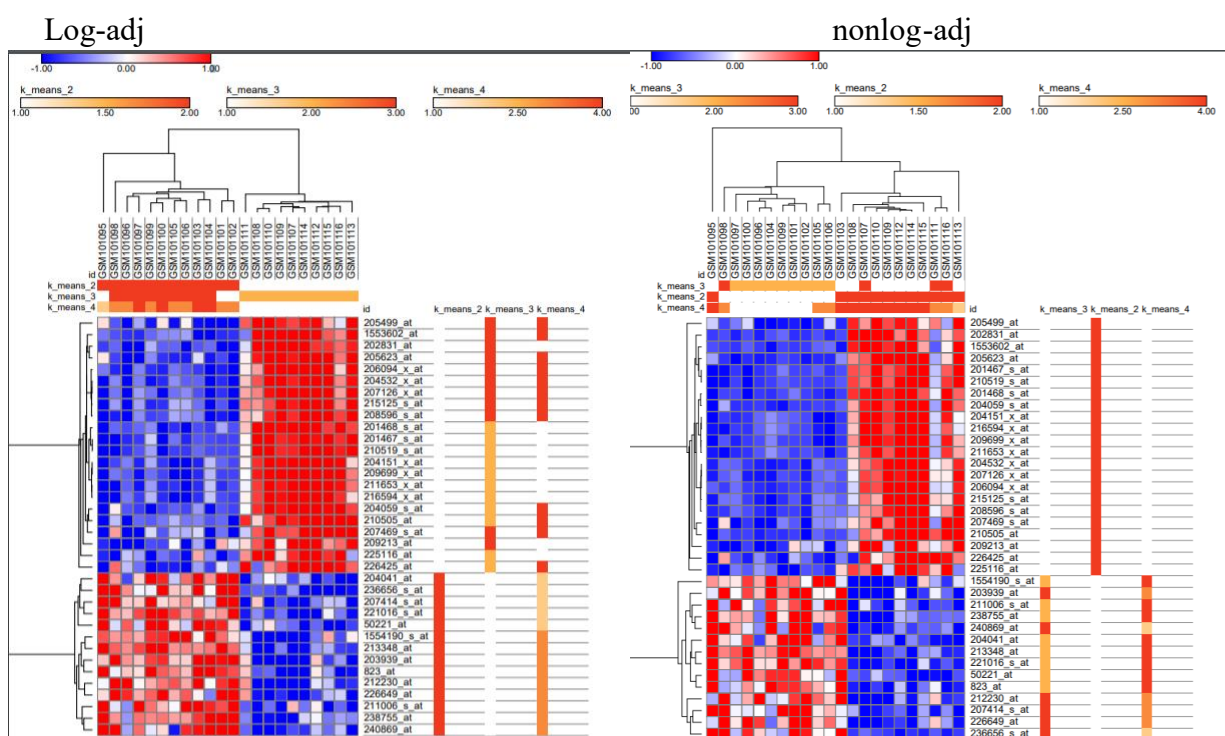 Log-adj
-1.00 0.00 1.00
k_means_2 k_means_3 k_means_4
1.00 1.50 2.00 1.00 2.00 3.00 1.00 2.50 4.00
GSM101095
GSM101098
GSM101096
GSM101097
GSM101099
GSM101100
GSM101105
GSM101106
GSM101103
GSM101104
GSM101101
GSM101102
GSM101111
GSM101108
GSM101110
GSM101109
GSM101107
GSM101114
GSM101112
GSM101115
GSM101116
GSM101113
id
k_means_2
k_means_3
k_means_4
id k_means_2 k_means_3 k_means_4
205499_at
1553602_at
202831_at
205623_at
206094_x_at
204532_x_at
207126_x_at
215125_s_at
208596_s_at
201468_s_at
201467_s_at
210519_s_at
204151_x_at
209699_x_at
211653_x_at
216594_x_at
204059_s_at
210505_at
207469_s_at
209213_at
225116_at
226425_at
204041_at
236656_s_at
207414_s_at
221016_s_at
50221_at
1554190_s_at
213348_at
203939_at
823_at
212230_at
226649_at
211006_s_at
238755_at
240869_at
nonlog-adj
-1.00 0.00 1.00
k_means_3 k_means_2 k_means_4
00 2.00 3.00 1.00 1.50 2.00 1.00 2.50 4.00
GSM101095
GSM101098
GSM101097
GSM101100
GSM101096
GSM101104
GSM101099
GSM101101
GSM101102
GSM101105
GSM101106
GSM101103
GSM101108
GSM101107
GSM101110
GSM101109
GSM101112
GSM101114
GSM101115
GSM101111
GSM101116
GSM101113
id
k_means_3
k_means_2
k_means_4
id k_means_3 k_means_2 k_means_4
205499_at
202831_at
1553602_at
205623_at
201467_s_at
210519_s_at
201468_s_at
204059_s_at
204151_x_at
216594_x_at
209699_x_at
211653_x_at
204532_x_at
207126_x_at
206094_x_at
215125_s_at
208596_s_at
207469_s_at
210505_at
209213_at
226425_at
225116_at
1554190_s_at
203939_at
211006_s_at
238755_at
240869_at
204041_at
213348_at
221016_s_at
50221_at
823_at
212230_at
207414_s_at
226649_at
236656_s_at